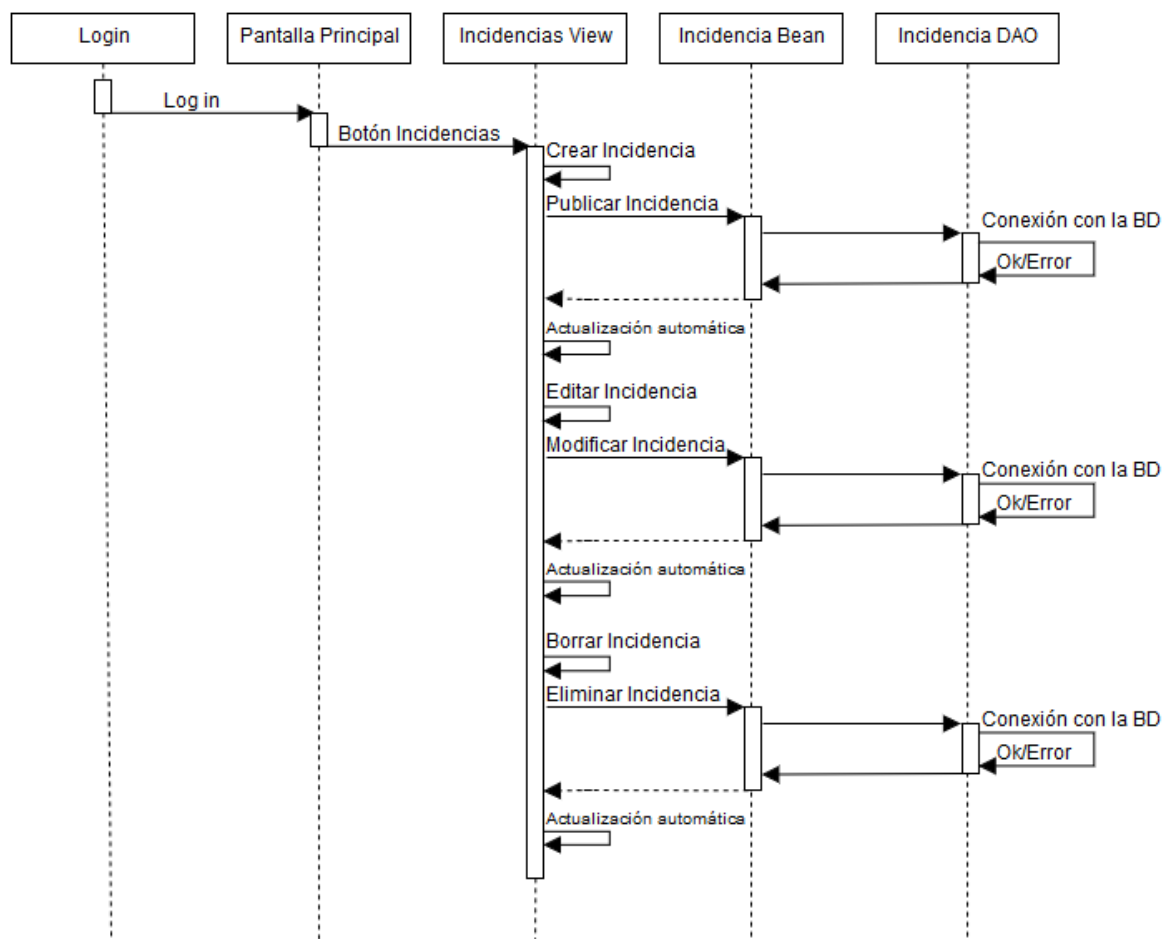 Login
Pantalla Principal
Incidencias View
Incidencia Bean
Incidencia DAO
Log in
Botón Incidencias
Crear Incidencia
Publicar Incidencia
Conexión con la BD
Ok/Error
Actualización automática
Editar Incidencia
Modificar Incidencia
Conexión con la BD
Ok/Error
Actualización automática
Borrar Incidencia
Eliminar Incidencia
Conexión con la BD
Ok/Error
Actualización automática